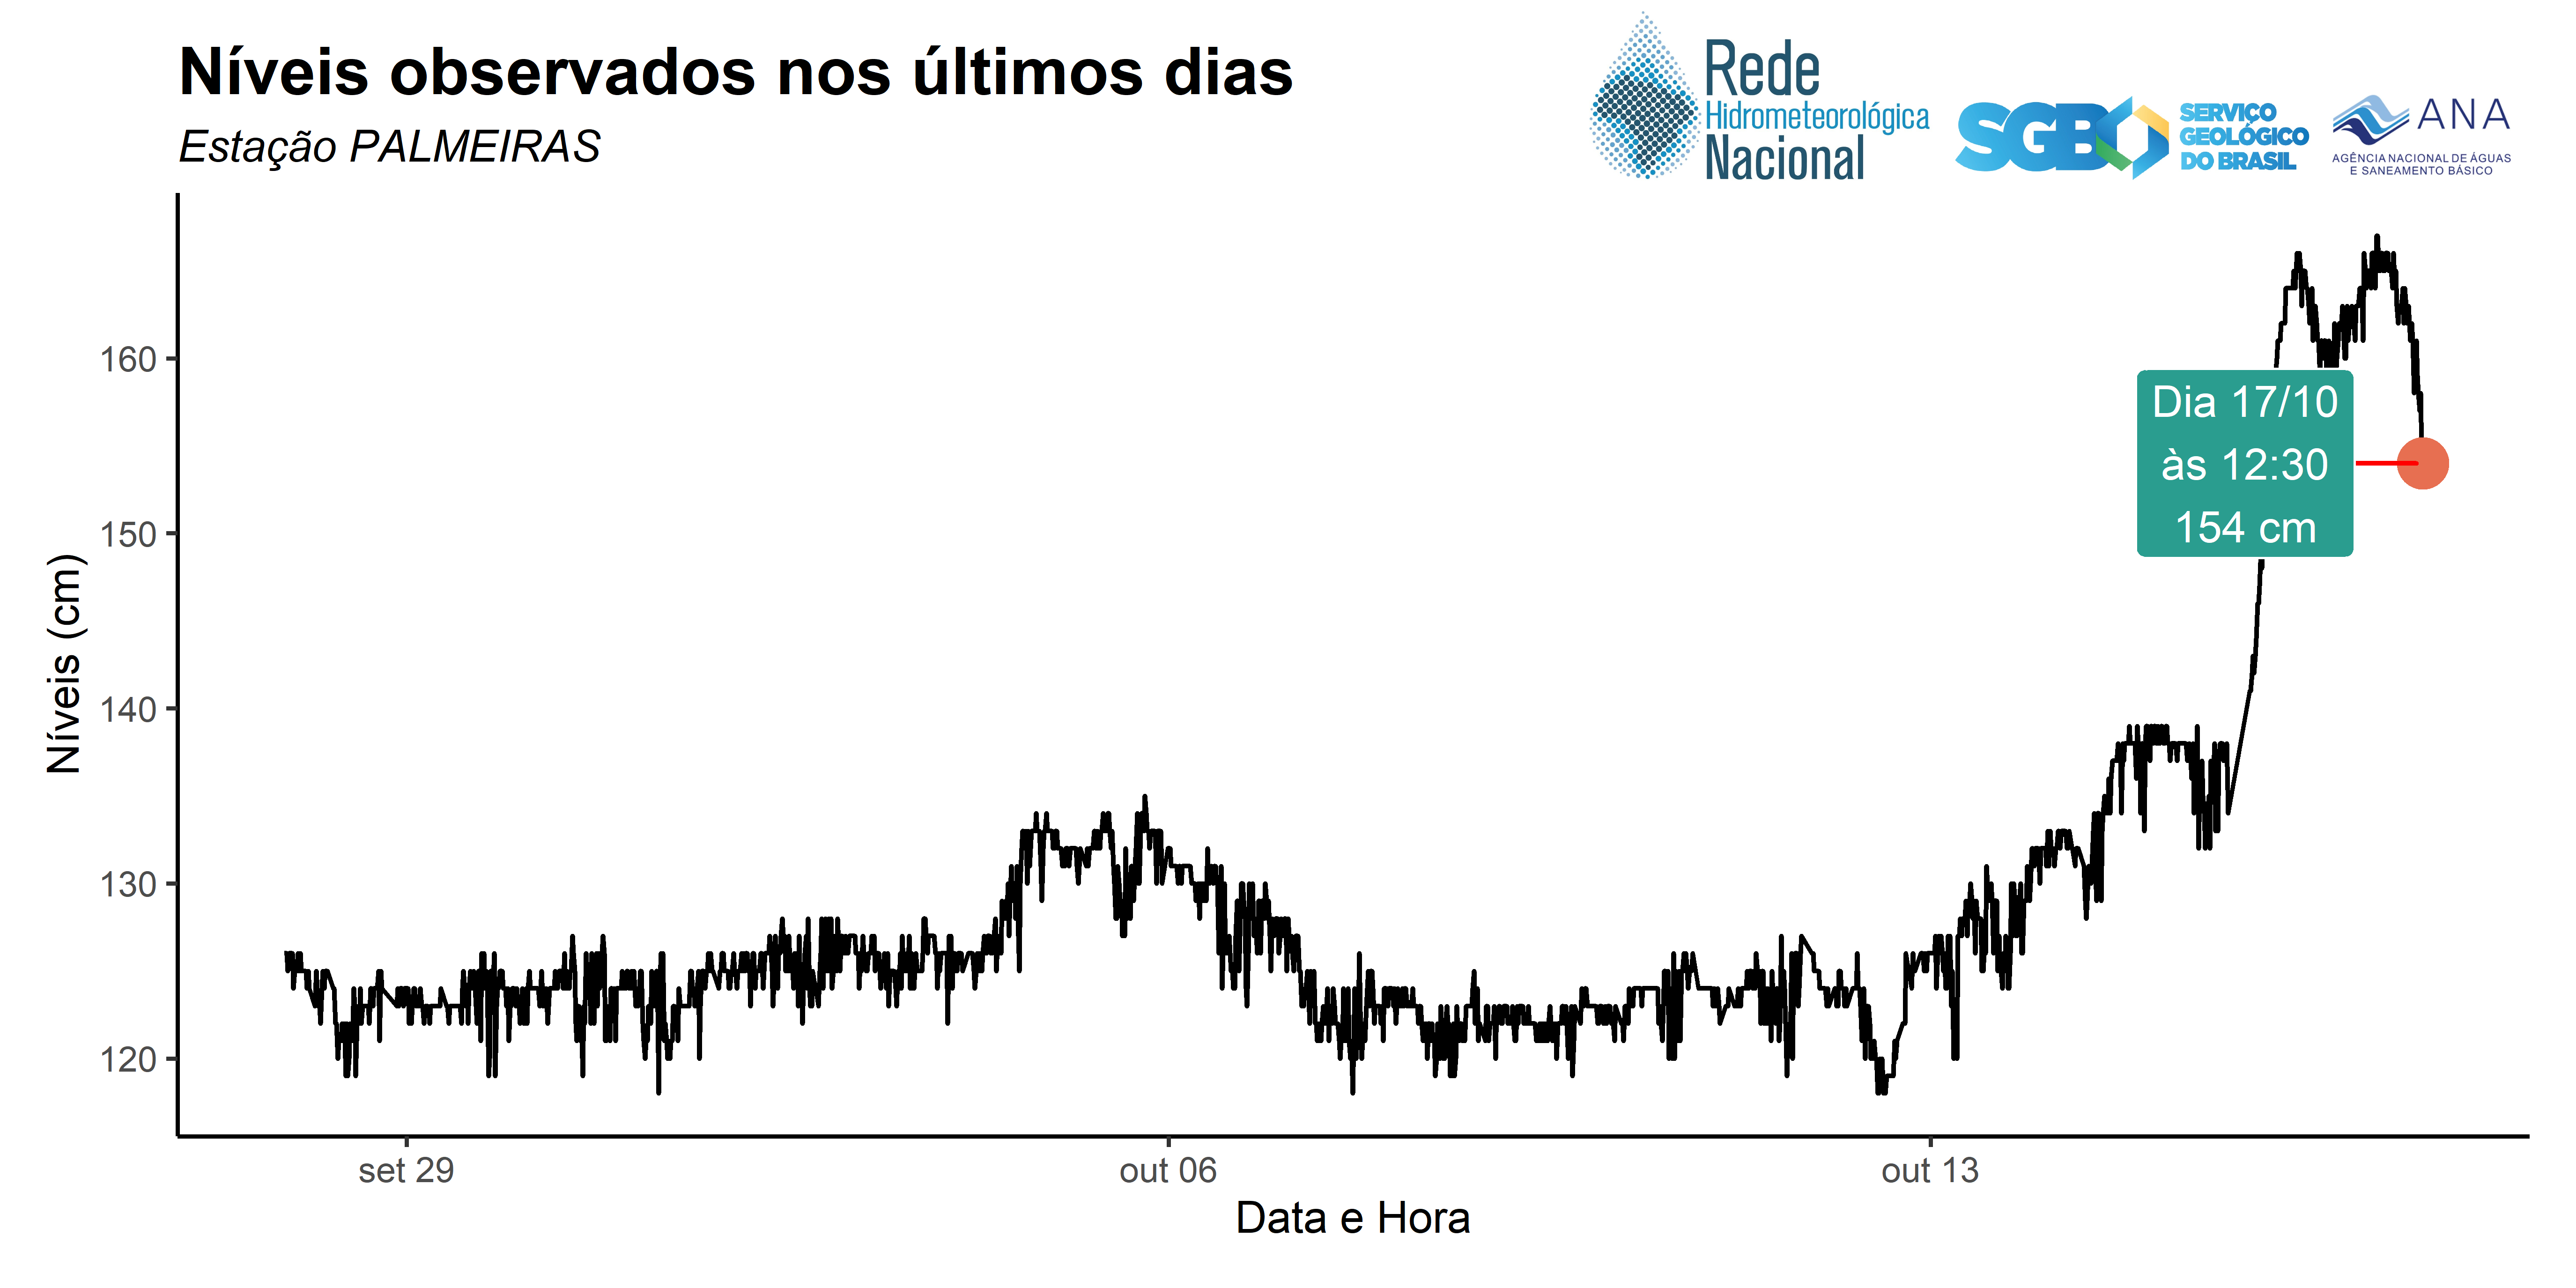 Níveis observados nos últimos dias
Estação PALMEIRAS
Rede
Hidrometeorológica
Nacional
SGB
SERVIÇO
GEOLÓGICO
DO BRASIL
ANA
AGÊNCIA NACIONAL DE ÁGUAS
E SANEAMENTO BÁSICO
Níveis (cm)
160
150
140
130
120
Dia 17/10
às 12:30
154 cm
set 29
out 06
out 13
Data e Hora